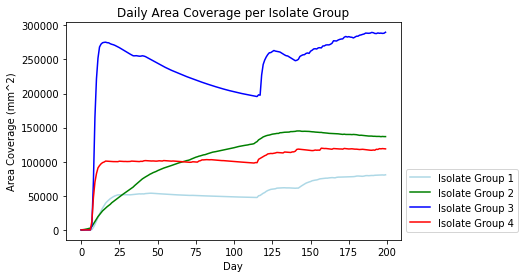 Daily Area Coverage per Isolate Group
300000
250000
200000
150000
100000
50000
0
Area Coverage (mm^2)
0 25 50 75 100 125 150 175 200
Day
Isolate Group 1
Isolate Group 2
Isolate Group 3
Isolate Group 4